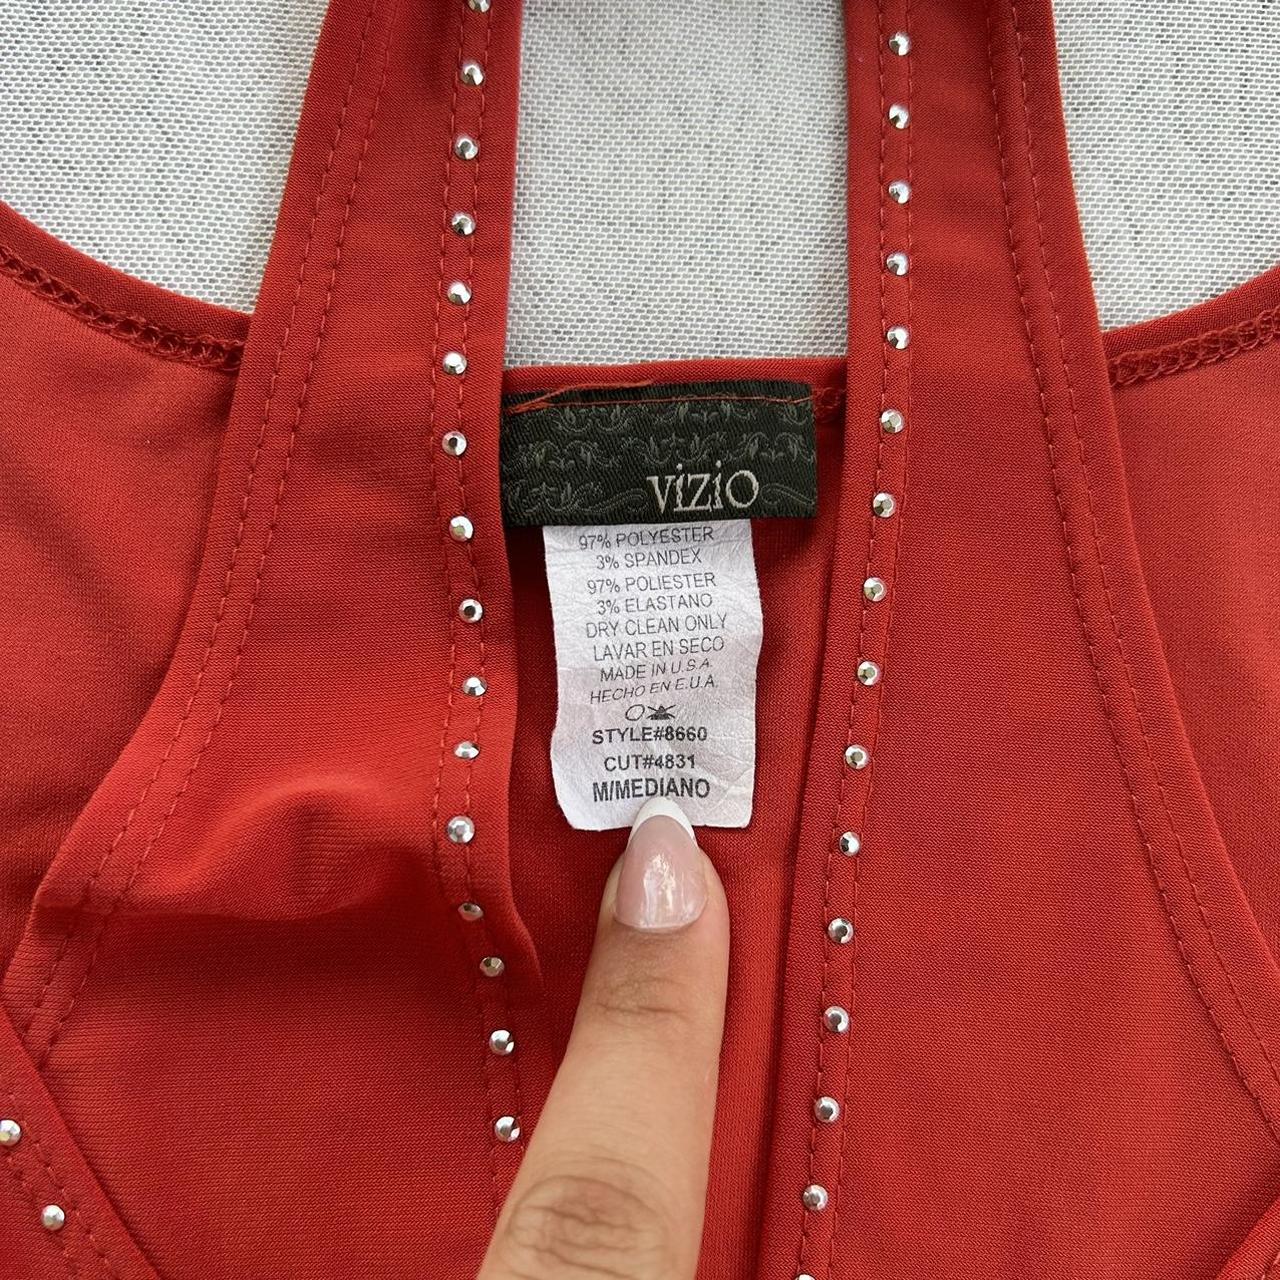 vizio
97% POLYESTER
3% SPANDEX
97% POLIESTER
3% ELASTANO
DRY CLEAN ONLY
LAVAR EN SECO
MADE IN U.S.A.
HECHO EN E.U.A.
STYLE#8660
CUT#4831
M/MEDIANO